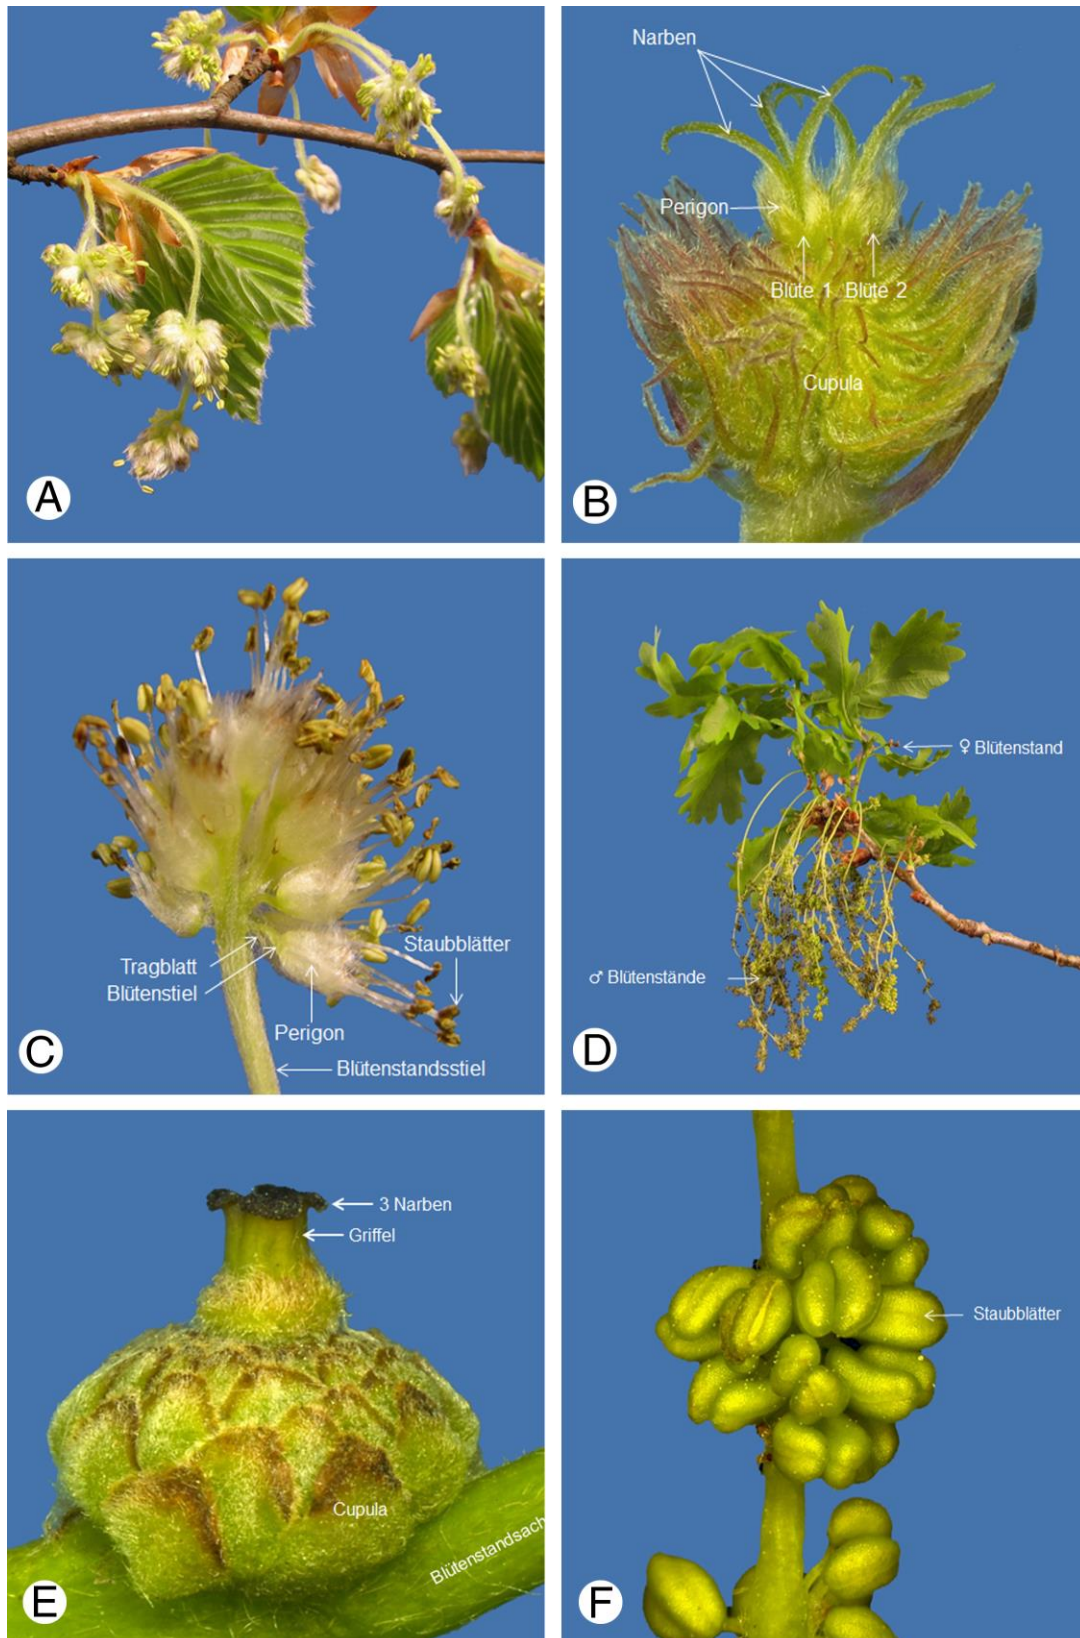 A
Narben
Perigon
Blüte 1 Blüte 2
Cupula
B
Staubblätter
Tragblatt
Blütenstiel
Perigon
Blütenstandsstiel
C
♀ Blütenstand
♂ Blütenstände
D
3 Narben
Griffel
Cupula
Blütenstandsach
E
Staubblätter
F